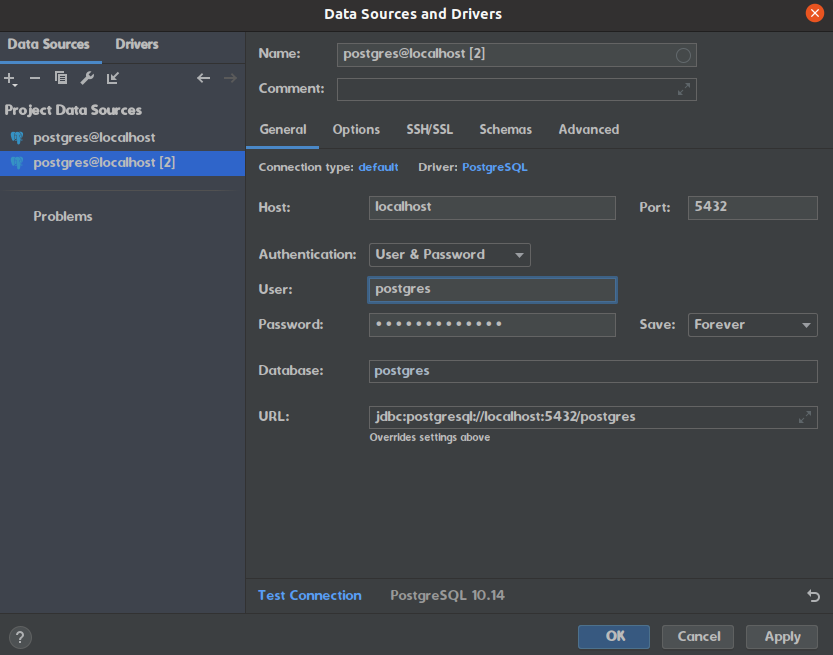 Data Sources and Drivers
Data Sources Drivers
Project Data Sources
postgres@localhost
postgres@localhost [2]
Problems
Name: postgres@localhost [2]
Comment:
General Options SSH/SSL Schemas Advanced
Connection type: default Driver: PostgreSQL
Host: localhost Port: 5432
Authentication: User & Password
User: postgres
Password: ••••••••••••• Save: Forever
Database: postgres
URL: jdbc:postgresql://localhost:5432/postgres
Overrides settings above
Test Connection PostgreSQL 10.14
? OK Cancel Apply